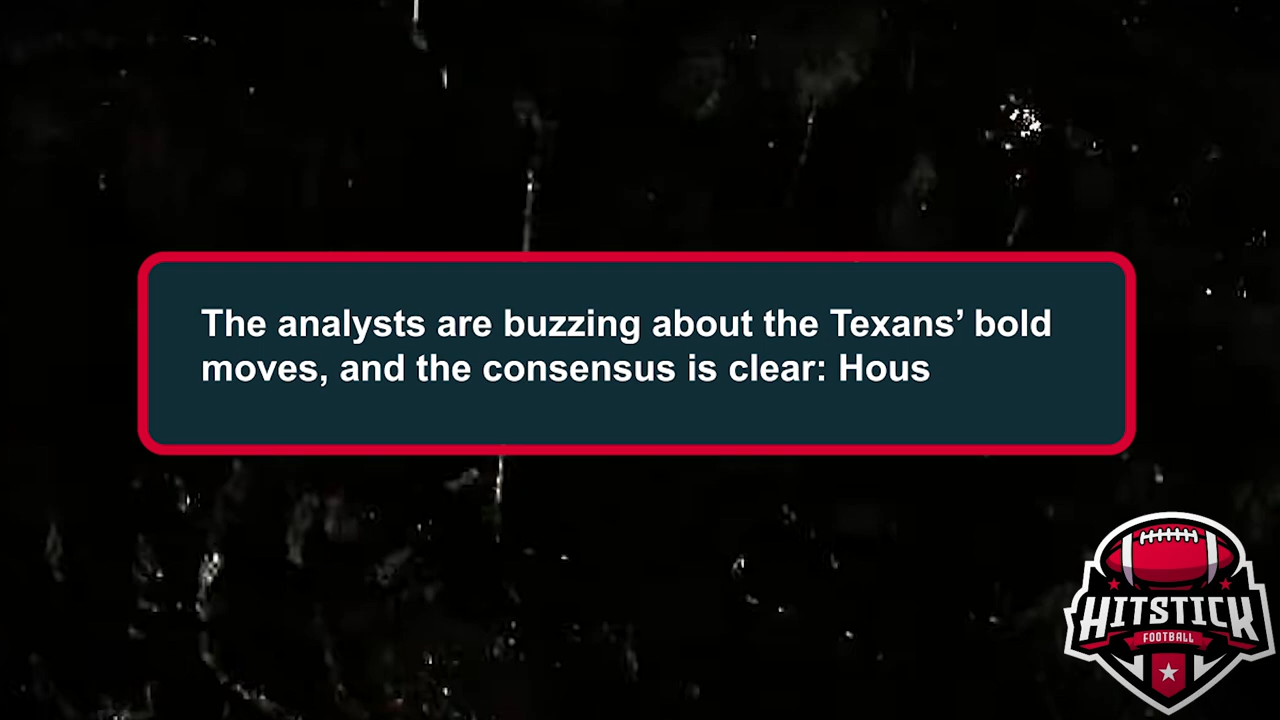 The analysts are buzzing about the Texans’ bold
moves, and the consensus is clear: Hous
HITSTICK
FOOTBALL